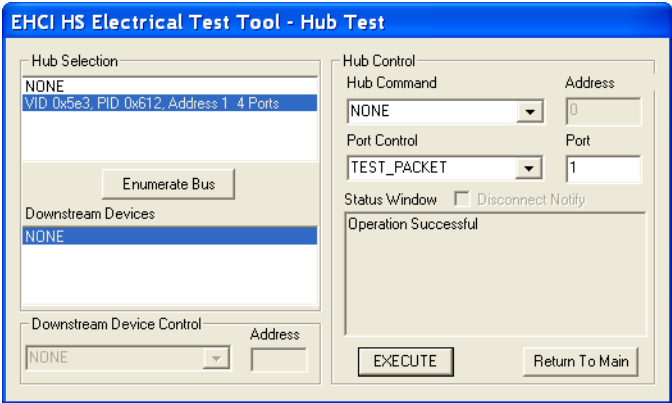 EHCI HS Electrical Test Tool - Hub Test
Hub Selection
NONE
VID 0x5e3, PID 0x612, Address 1 4 Ports
Enumerate Bus
Downstream Devices
NONE
Downstream Device Control
Address
NONE
Hub Control
Hub Command
Address
NONE
0
Port Control
Port
TEST_PACKET
1
Status Window
Disconnect Notify
Operation Successful
EXECUTE
Return To Main